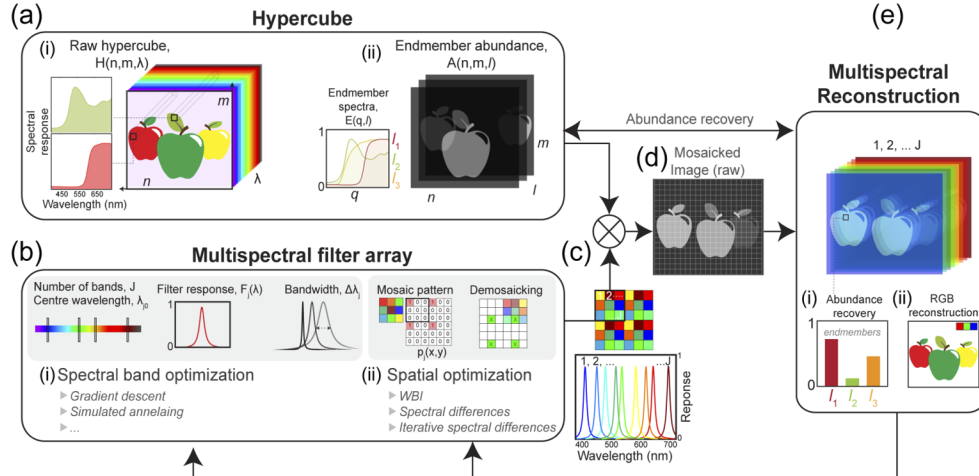 (a)
Hypercube
(i)
Raw hypercube,
H(n,m,λ)
Spectral
response
450 550 650
Wavelength (nm)
n
m
λ
(ii)
Endmember abundance,
A(n,m,l)
Endmember
spectra,
E(q,l)
1
0
q
l1
l2
l3
n
m
l
Abundance recovery
(b)
Multispectral filter array
Number of bands, J
Centre wavelength, λj0
Filter response, Fj(λ)
1
0
Bandwidth, Δλj
Mosaic pattern
pj(x,y)
Demosaicking
(i) Spectral band optimization
Gradient descent
Simulated annelaing
...
(ii) Spatial optimization
WBI
Spectral differences
Iterative spectral differences
(c)
1 2 ...
1, 2, ... ...J
1
0
Reponse
400 500 600 700
Wavelength (nm)
(d)
Mosaicked
Image (raw)
(e)
Multispectral
Reconstruction
1, 2, ... J
(i) Abundance
recovery
endmembers
l1 l2 l3
(ii) RGB
reconstruction